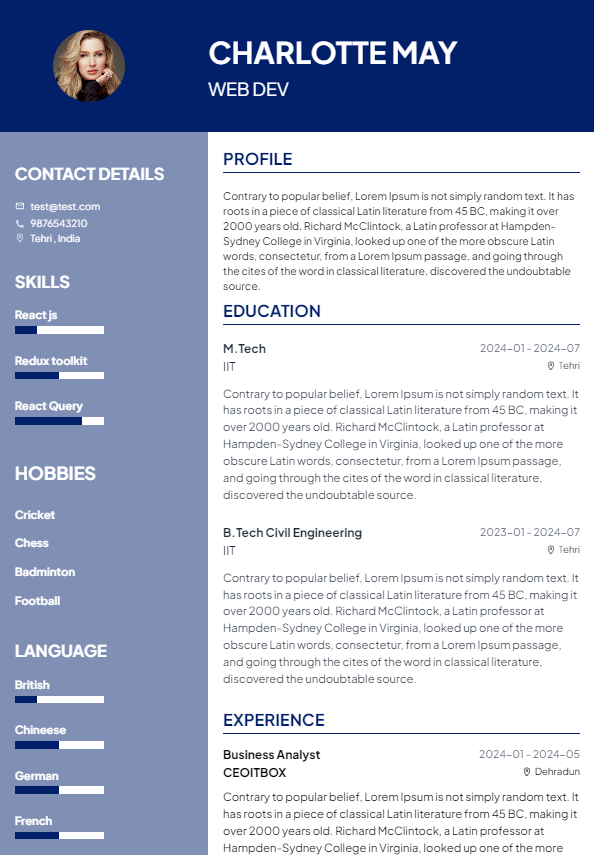 CHARLOTTE MAY
WEB DEV
CONTACT DETAILS
test@test.com
9876543210
Tehri , India
SKILLS
React js
Redux toolkit
React Query
HOBBIES
Cricket
Chess
Badminton
Football
LANGUAGE
British
Chineese
German
French
PROFILE
Contrary to popular belief, Lorem Ipsum is not simply random text. It has
roots in a piece of classical Latin literature from 45 BC, making it over
2000 years old. Richard McClintock, a Latin professor at Hampden-
Sydney College in Virginia, looked up one of the more obscure Latin
words, consectetur, from a Lorem Ipsum passage, and going through
the cites of the word in classical literature, discovered the undoubtable
source.
EDUCATION
M.Tech 2024-01 - 2024-07
IIT Tehri
Contrary to popular belief, Lorem Ipsum is not simply random text. It
has roots in a piece of classical Latin literature from 45 BC, making it
over 2000 years old. Richard McClintock, a Latin professor at
Hampden-Sydney College in Virginia, looked up one of the more
obscure Latin words, consectetur, from a Lorem Ipsum passage,
and going through the cites of the word in classical literature,
discovered the undoubtable source.
B.Tech Civil Engineering 2023-01 - 2024-07
IIT Tehri
Contrary to popular belief, Lorem Ipsum is not simply random text. It
has roots in a piece of classical Latin literature from 45 BC, making it
over 2000 years old. Richard McClintock, a Latin professor at
Hampden-Sydney College in Virginia, looked up one of the more
obscure Latin words, consectetur, from a Lorem Ipsum passage,
and going through the cites of the word in classical literature,
discovered the undoubtable source.
EXPERIENCE
Business Analyst 2024-01 - 2024-05
CEOITBOX Dehradun
Contrary to popular belief, Lorem Ipsum is not simply random text. It
has roots in a piece of classical Latin literature from 45 BC, making it
over 2000 years old. Richard McClintock, a Latin professor at
Hampden-Sydney College in Virginia, looked up one of the more